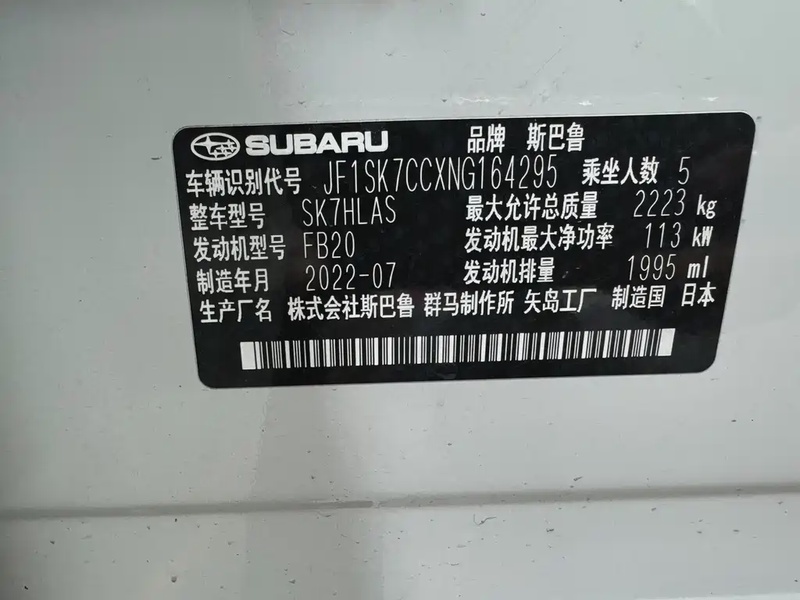 SUBARU 品牌 斯巴鲁
车辆识别代号 JF1SK7CCXNG164295 乘坐人数 5
整车型号 SK7HLAS 最大允许总质量 2223 kg
发动机型号 FB20 发动机最大净功率 113 kW
制造年月 2022-07 发动机排量 1995 ml
生产厂名 株式会社斯巴鲁 群马制作所 矢岛工厂 制造国 日本